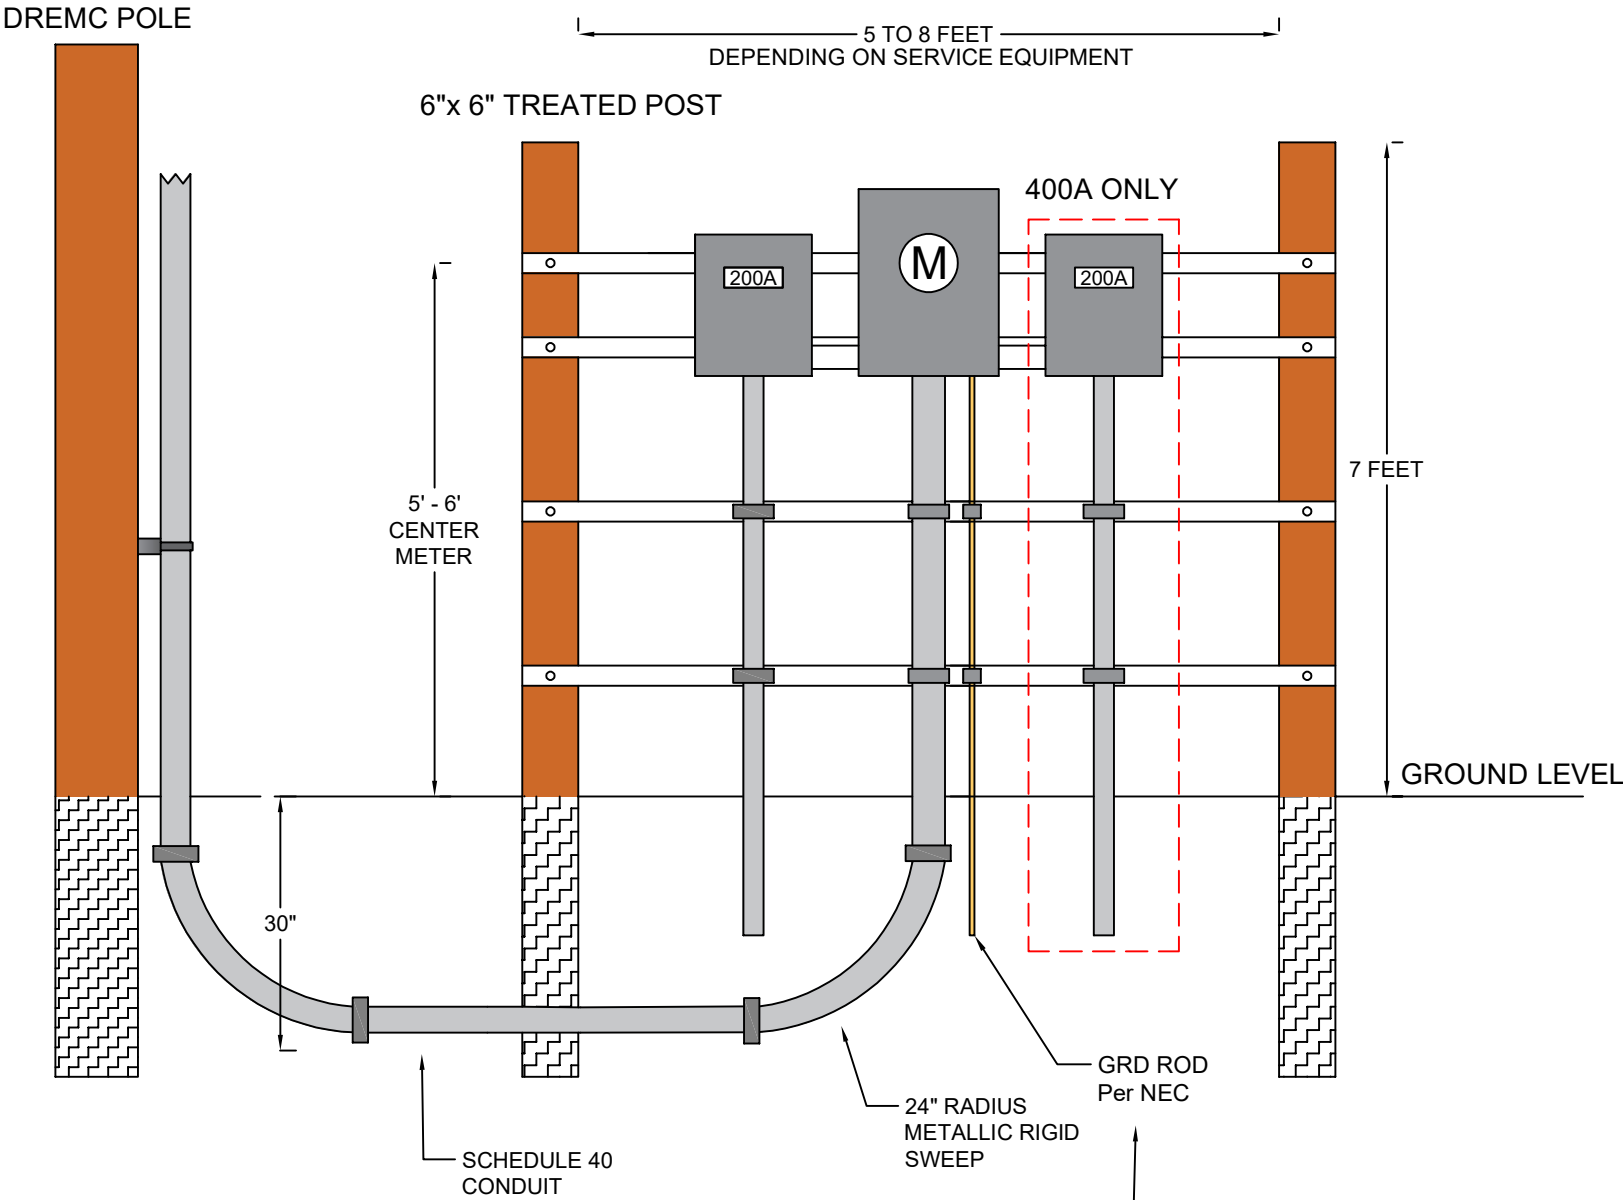 DREMC POLE
5 TO 8 FEET
DEPENDING ON SERVICE EQUIPMENT
6"x 6" TREATED POST
400A ONLY
200A
M
200A
7 FEET
5' - 6'
CENTER
METER
GROUND LEVEL
30"
GRD ROD
Per NEC
24" RADIUS
METALLIC RIGID
SWEEP
SCHEDULE 40
CONDUIT